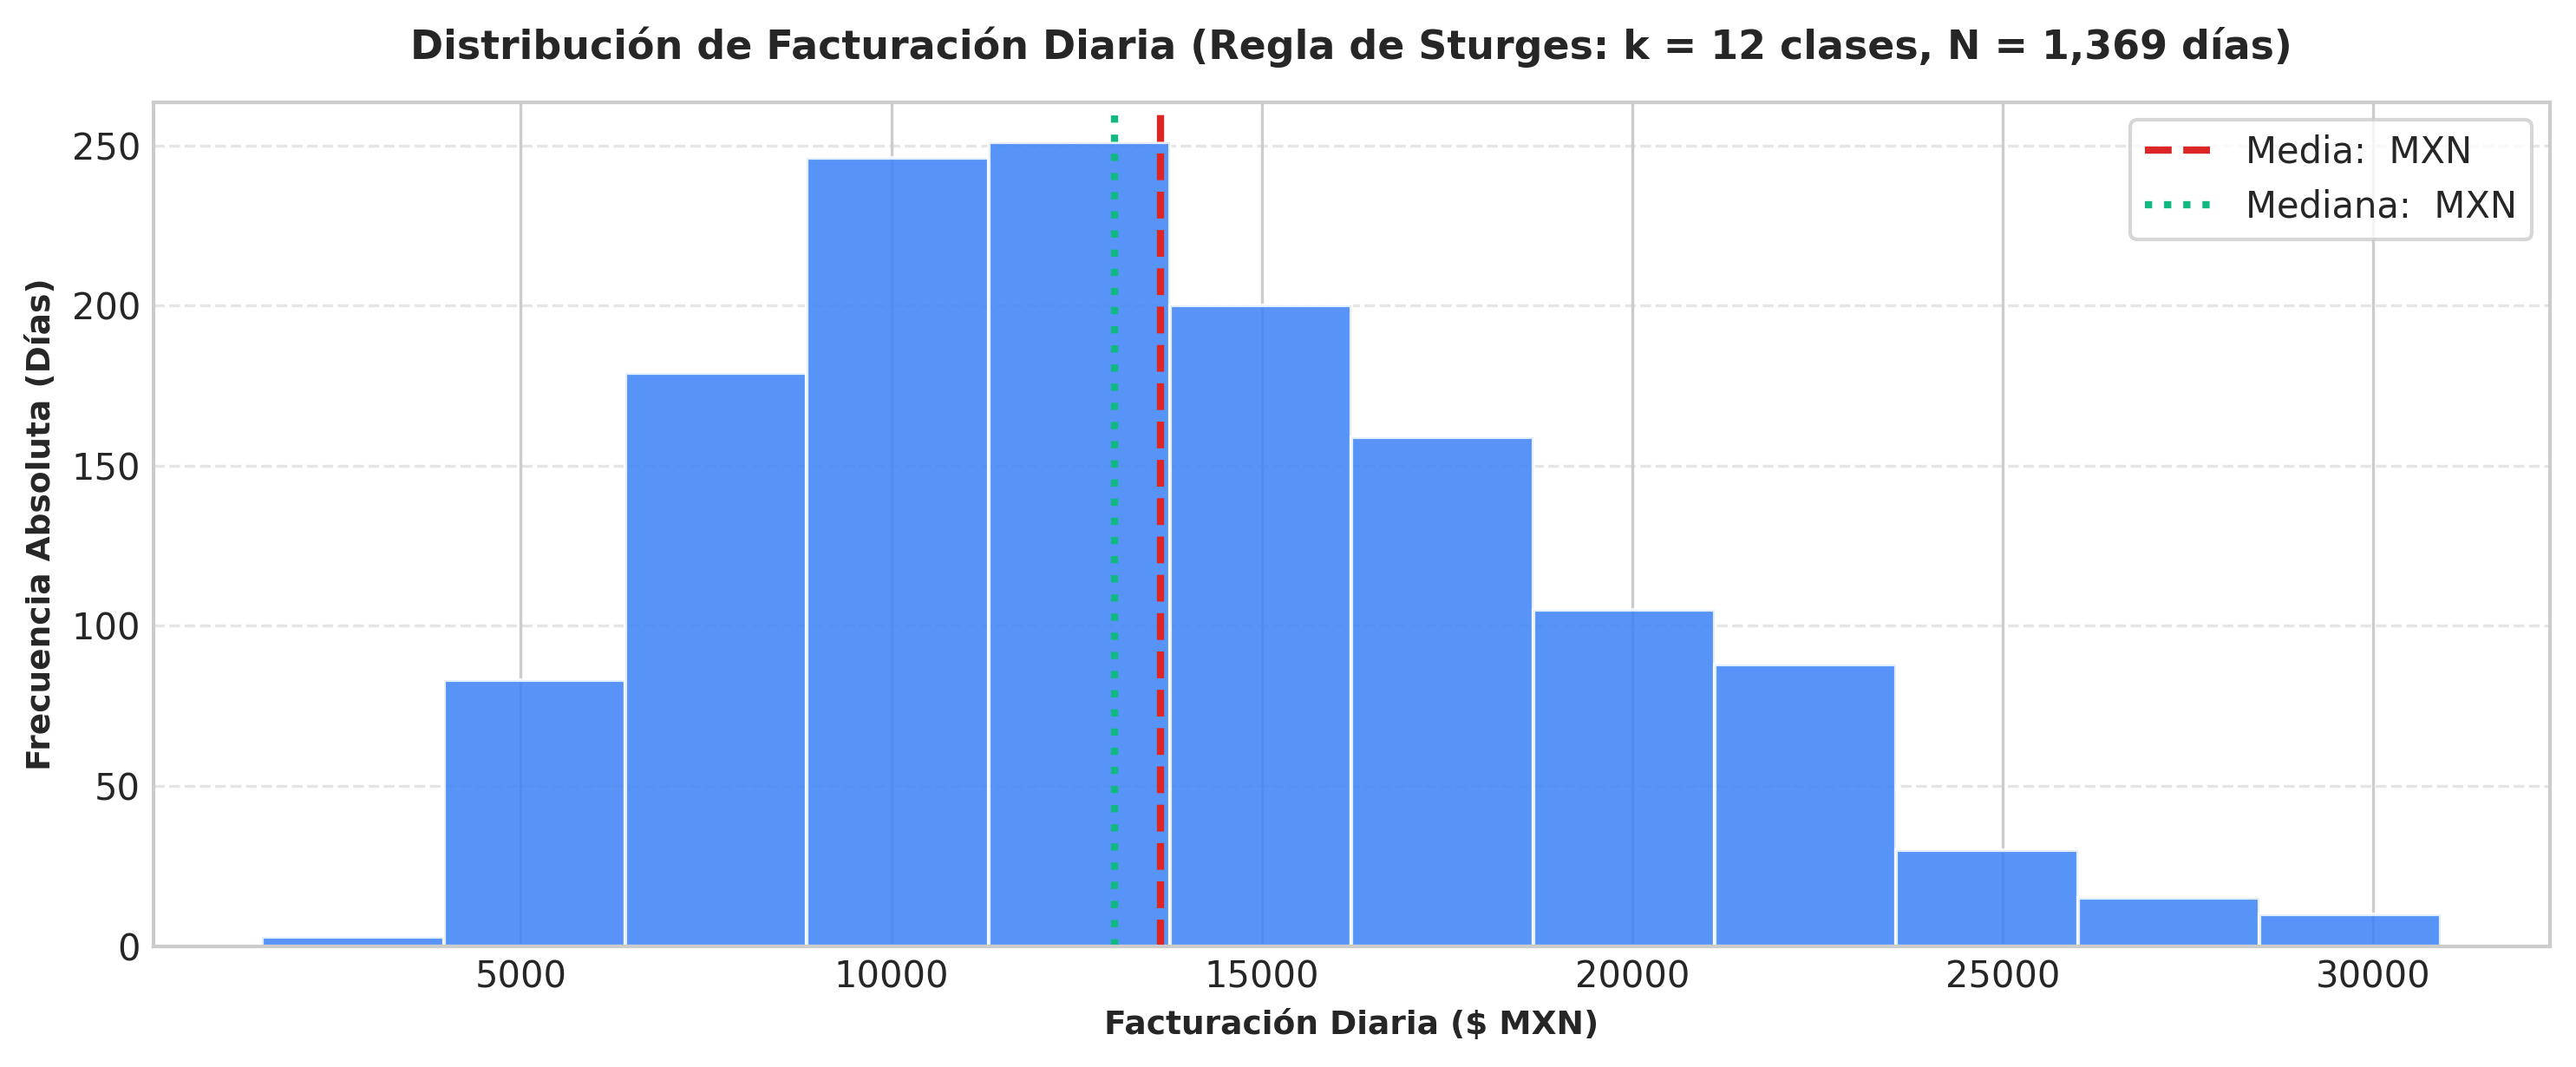 Distribución de Facturación Diaria (Regla de Sturges: k = 12 clases, N = 1,369 días)
Media:  MXN
Mediana:  MXN
Frecuencia Absoluta (Días)
250
200
150
100
50
0
5000 10000 15000 20000 25000 30000
Facturación Diaria ($ MXN)